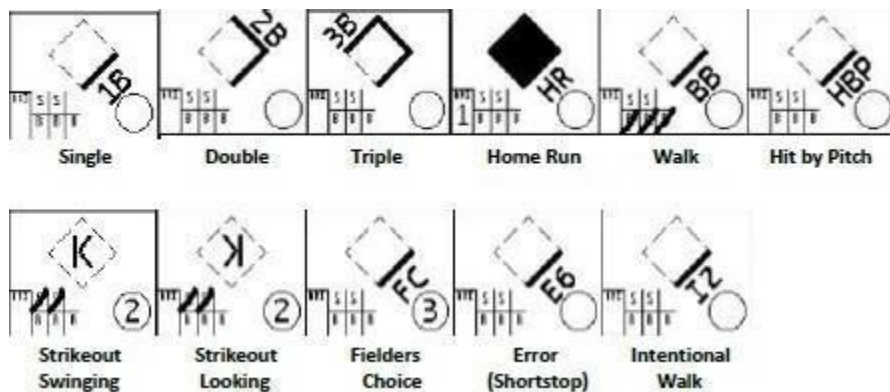 1B 2B 3B HR BB HBP
S S S S S S S S S S S S
1
B B B B B B B B B B B B B B B B B B
Single Double Triple Home Run Walk Hit by Pitch
K ꓘ FC E6 I2
S S S S S S S S S S
B B B 2 B B B 2 B B B 3 B B B B B B
Strikeout Strikeout Fielders Error Intentional
Swinging Looking Choice (Shortstop) Walk